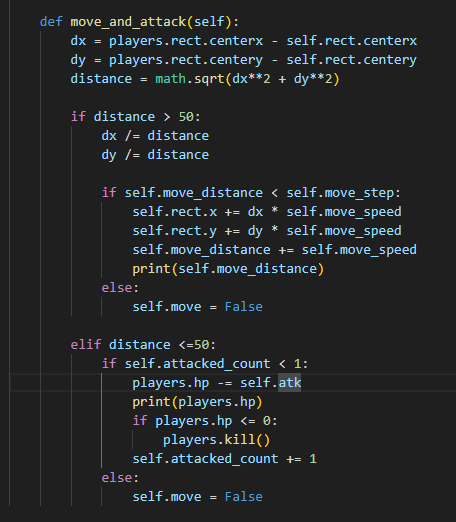 def move_and_attack(self):
    dx = players.rect.centerx - self.rect.centerx
    dy = players.rect.centery - self.rect.centery
    distance = math.sqrt(dx**2 + dy**2)

    if distance > 50:
        dx /= distance
        dy /= distance

        if self.move_distance < self.move_step:
            self.rect.x += dx * self.move_speed
            self.rect.y += dy * self.move_speed
            self.move_distance += self.move_speed
            print(self.move_distance)
        else:
            self.move = False

    elif distance <=50:
        if self.attacked_count < 1:
            players.hp -= self.atk
            print(players.hp)
            if players.hp <= 0:
                players.kill()
            self.attacked_count += 1
        else:
            self.move = False